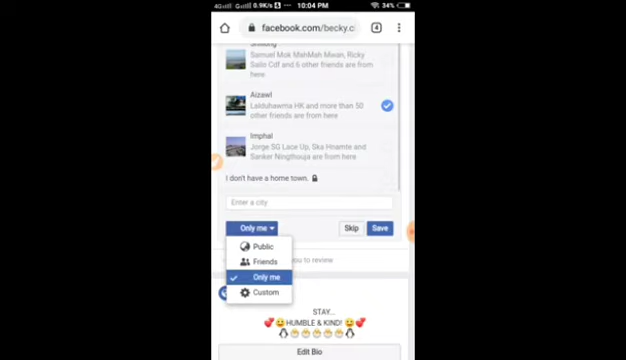 4G 4G 0.9K/s 10:04 PM 34%
facebook.com/becky.c 4
Shillong
Samuel Mok MahMah Mwan, Ricky
Sailo Cdf and 6 other friends are from
here
Aizawl
Lalduhawma HK and more than 50
other friends are from here
Imphal
Jorge SG Lace Up, Ska Hnamte and
Sanker Ningthouja are from here
I don't have a home town.
Enter a city
Only me Skip Save
Public
Friends
Only me
Custom
you to review
STAY...
💕😃HUMBLE & KIND! 😃💕
Edit Bio